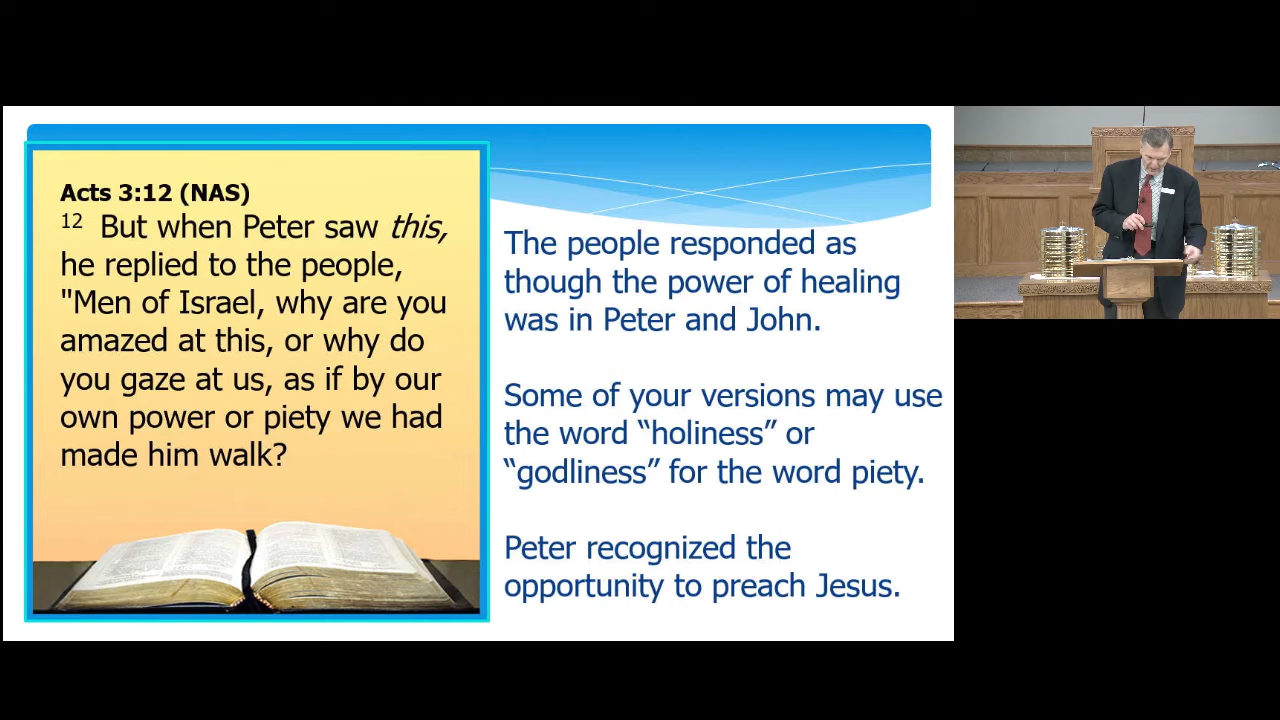 Acts 3:12 (NAS)
12 But when Peter saw this,
he replied to the people,
"Men of Israel, why are you
amazed at this, or why do
you gaze at us, as if by our
own power or piety we had
made him walk?
The people responded as
though the power of healing
was in Peter and John.
Some of your versions may use
the word “holiness” or
“godliness” for the word piety.
Peter recognized the
opportunity to preach Jesus.